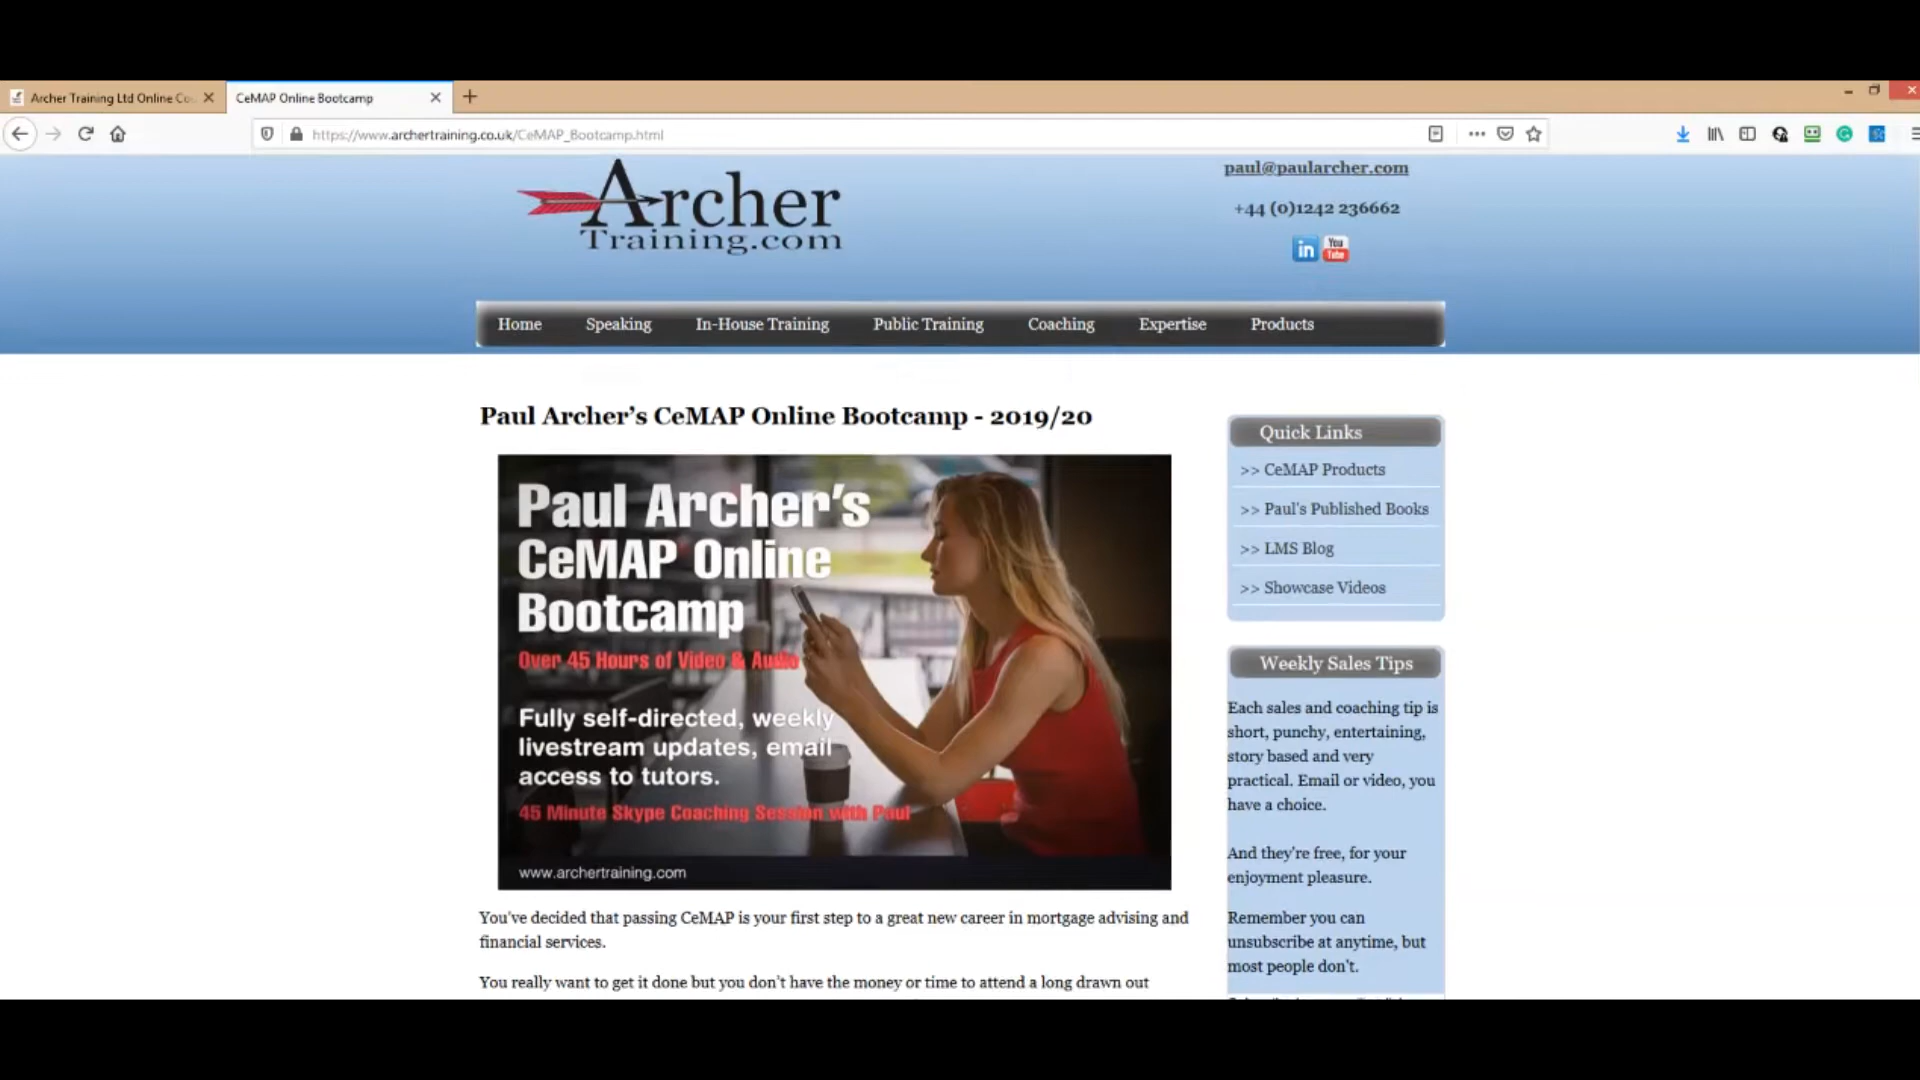 Archer Training Ltd Online Co
CeMAP Online Bootcamp
https://www.archertraining.co.uk/CeMAP_Bootcamp.html
Archer
Training.com
paul@paularcher.com
+44 (0)1242 236662
in
You
Tube
Home
Speaking
In-House Training
Public Training
Coaching
Expertise
Products
Paul Archer’s CeMAP Online Bootcamp - 2019/20
Paul Archer’s
CeMAP Online
Bootcamp
Over 45 Hours of Video & Audio
Fully self-directed, weekly
livestream updates, email
access to tutors.
45 Minute Skype Coaching Session with Paul
www.archertraining.com
You’ve decided that passing CeMAP is your first step to a great new career in mortgage advising and
financial services.
You really want to get it done but you don’t have the money or time to attend a long drawn out
Quick Links
>> CeMAP Products
>> Paul's Published Books
>> LMS Blog
>> Showcase Videos
Weekly Sales Tips
Each sales and coaching tip is
short, punchy, entertaining,
story based and very
practical. Email or video, you
have a choice.
And they're free, for your
enjoyment pleasure.
Remember you can
unsubscribe at anytime, but
most people don't.